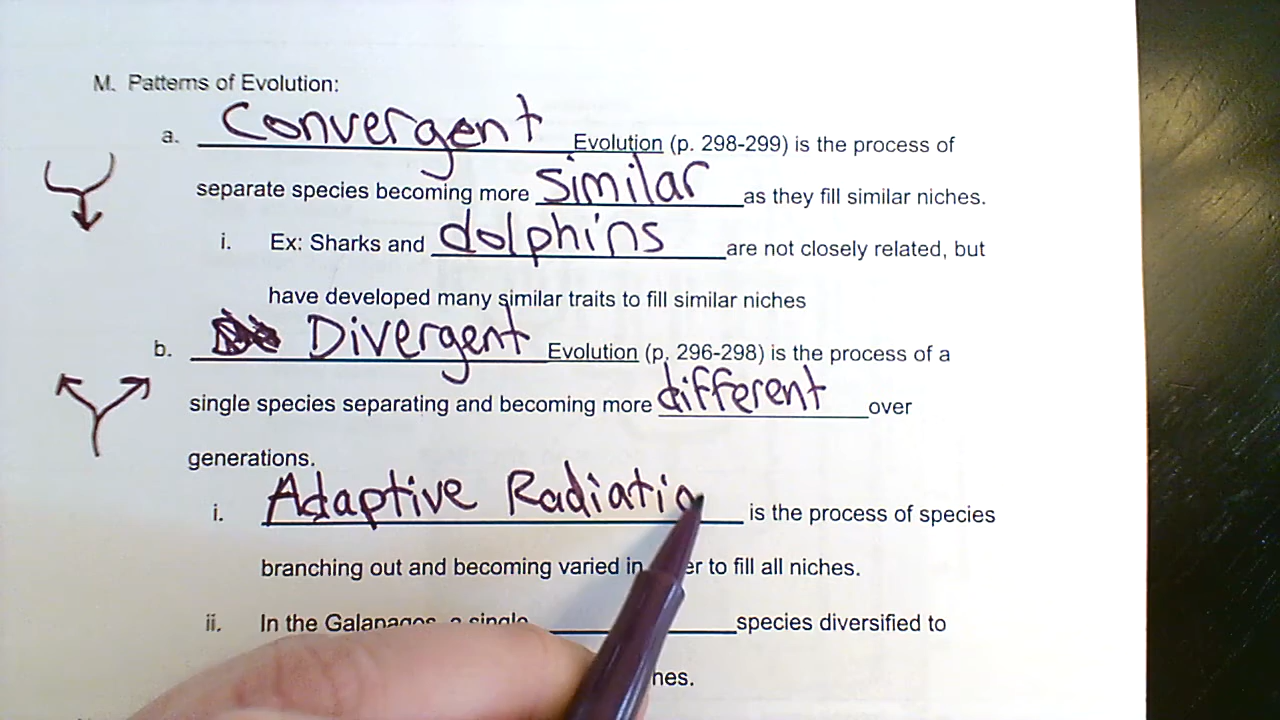 M. Patterns of Evolution:
a. Convergent Evolution (p. 298-299) is the process of
separate species becoming more similar as they fill similar niches.
i. Ex: Sharks and dolphins are not closely related, but
have developed many similar traits to fill similar niches
b. Divergent Evolution (p. 296-298) is the process of a
single species separating and becoming more different over
generations.
i. Adaptive Radiatio is the process of species
branching out and becoming varied in to fill all niches.
ii. In the Galapagos, a single species diversified to